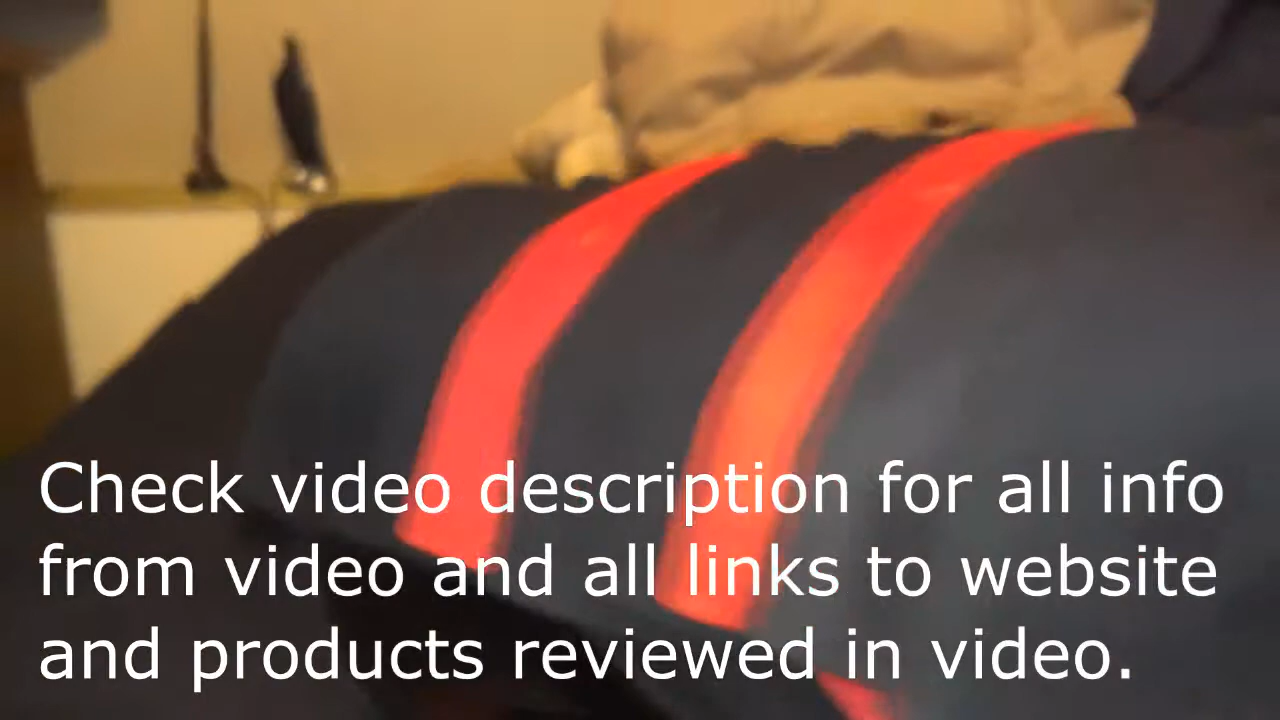 Check video description for all info
from video and all links to website
and products reviewed in video.